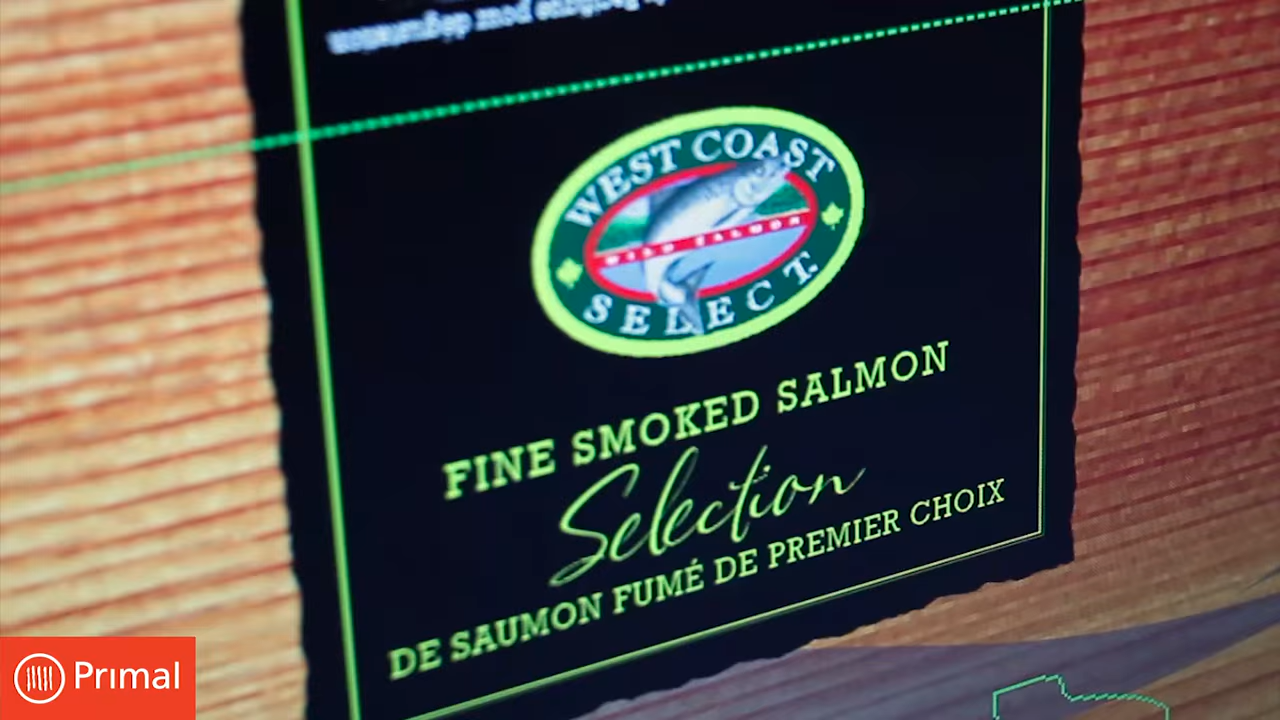 WEST COAST
WILD SALMON
SELECT
FINE SMOKED SALMON
Selection
DE SAUMON FUMÉ DE PREMIER CHOIX
Primal